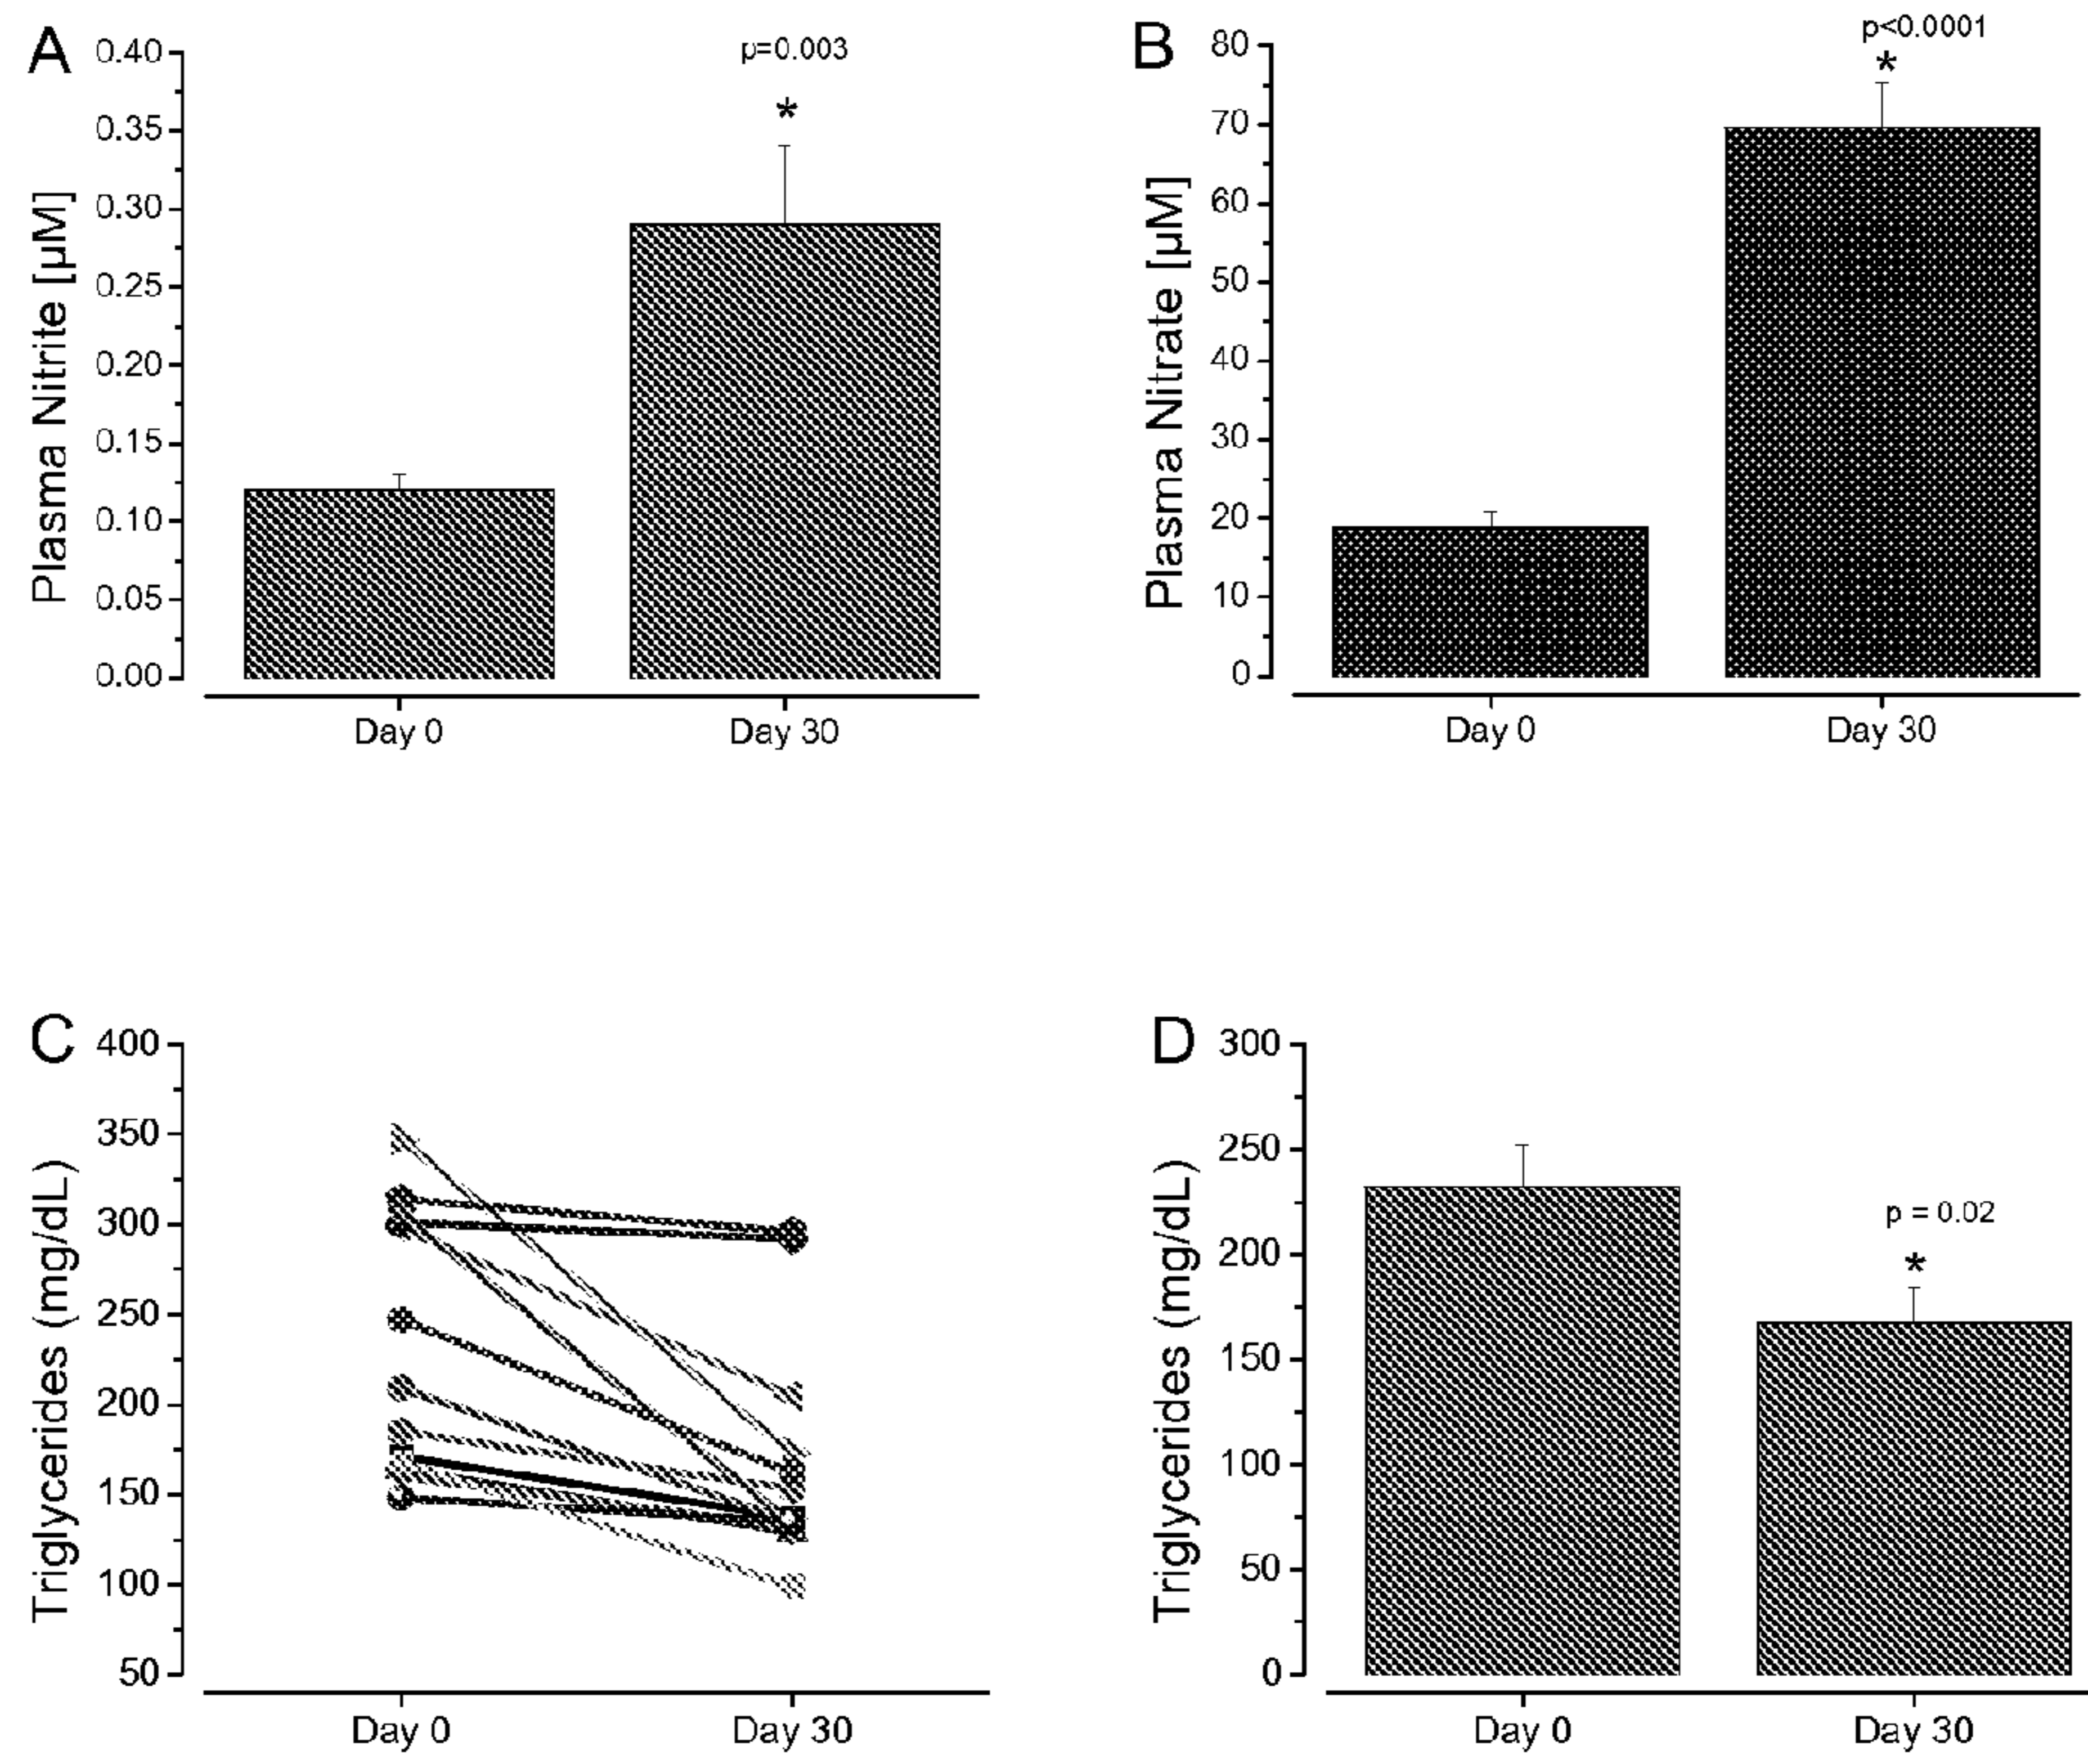 A
p=0.003
*
Plasma Nitrite [µM]
0.40
0.35
0.30
0.25
0.20
0.15
0.10
0.05
0.00
Day 0
Day 30
B
p<0.0001
*
Plasma Nitrate [µM]
80
70
60
50
40
30
20
10
0
Day 0
Day 30
C
Triglycerides (mg/dL)
400
350
300
250
200
150
100
50
Day 0
Day 30
D
Triglycerides (mg/dL)
300
250
200
150
100
50
0
p = 0.02
*
Day 0
Day 30